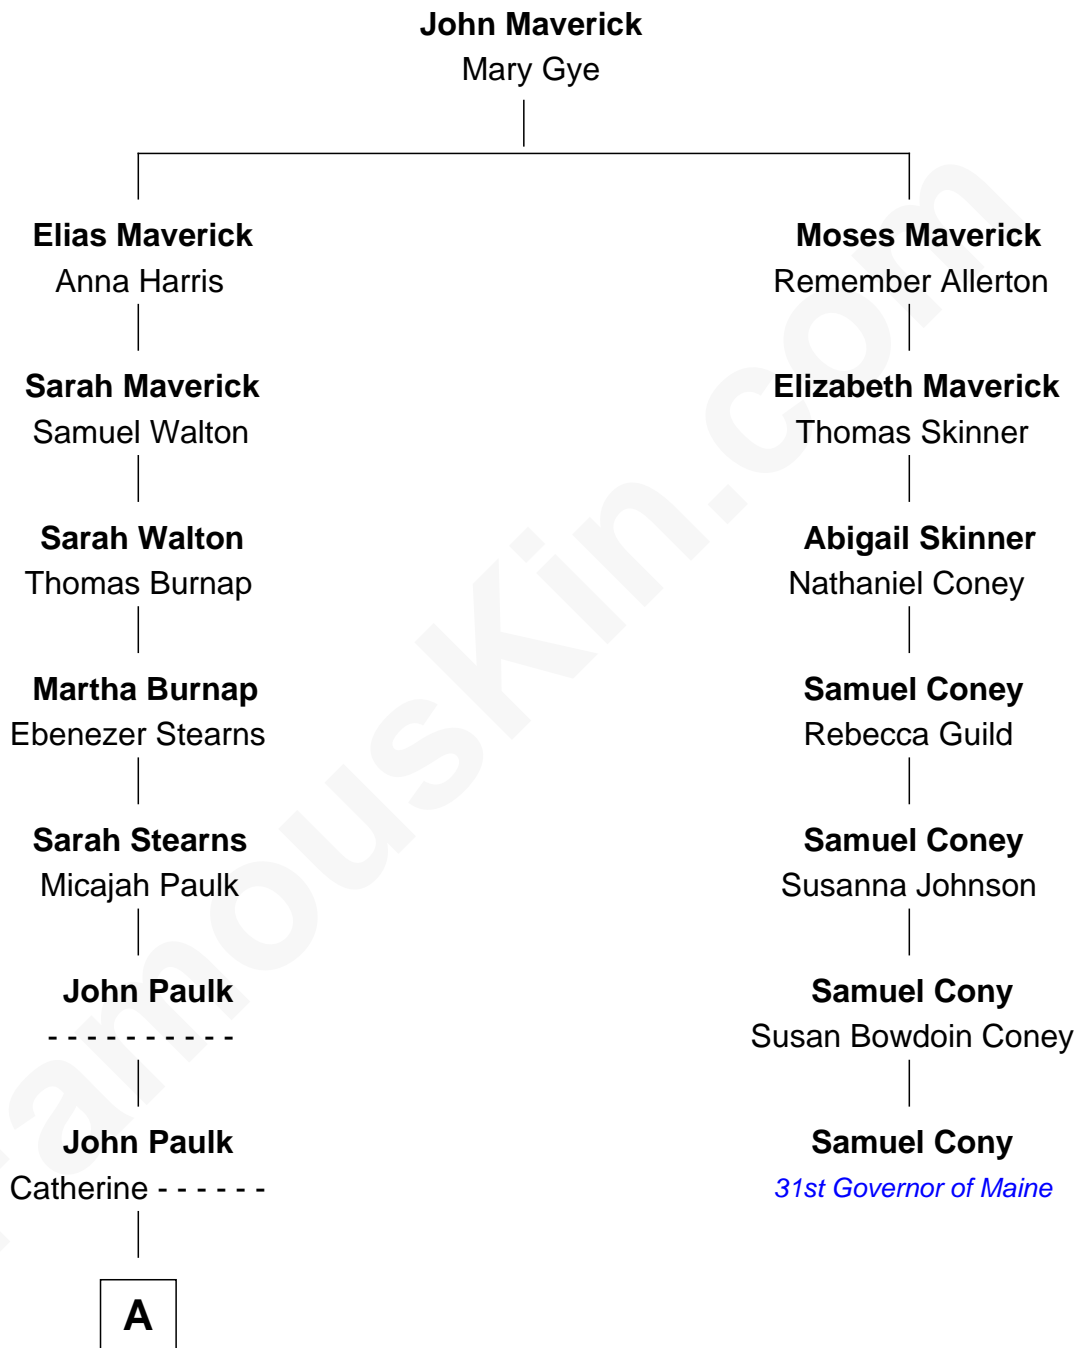 John Maverick
Mary Gye
Elias Maverick
Anna Harris
Moses Maverick
Remember Allerton
Sarah Maverick
Samuel Walton
Elizabeth Maverick
Thomas Skinner
Sarah Walton
Thomas Burnap
Abigail Skinner
Nathaniel Coney
Martha Burnap
Ebenezer Stearns
Samuel Coney
Rebecca Guild
Sarah Stearns
Micajah Paulk
Samuel Coney
Susanna Johnson
John Paulk
- - - - - - - - - -
Samuel Cony
Susan Bowdoin Coney
John Paulk
Catherine - - - - - -
Samuel Cony
31st Governor of Maine
A
FamousKin.com